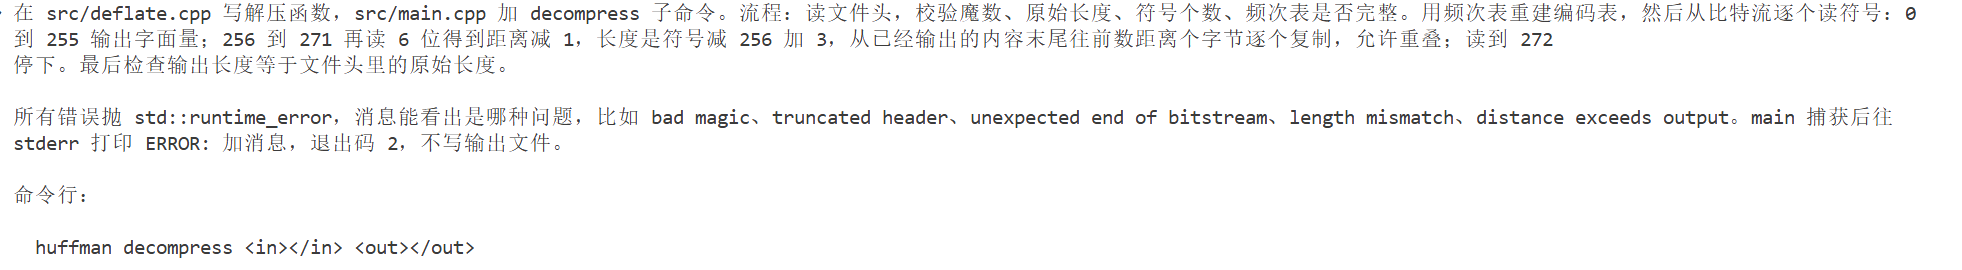 在 src/deflate.cpp 写解压函数，src/main.cpp 加 decompress 子命令。流程：读文件头，校验魔数、原始长度、符号个数、频次表是否完整。用频次表重建编码表，然后从比特流逐个读符号：0
到 255 输出字面量；256 到 271 再读 6 位得到距离减 1，长度是符号减 256 加 3，从已经输出的内容末尾往前数距离个字节逐个复制，允许重叠；读到 272
停下。最后检查输出长度等于文件头里的原始长度。
所有错误抛 std::runtime_error，消息能看出是哪种问题，比如 bad magic、truncated header、unexpected end of bitstream、length mismatch、distance exceeds output。main 捕获后往
stderr 打印 ERROR: 加消息，退出码 2，不写输出文件。
命令行：
huffman decompress <in></in> <out></out>